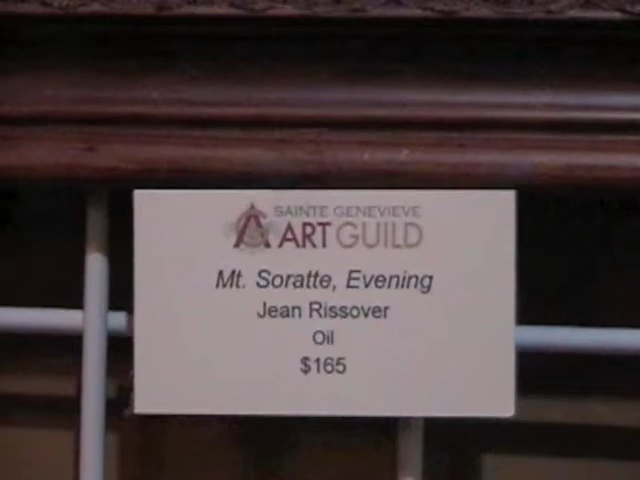 SAINTE GENEVIEVE
ART GUILD
Mt. Soratte, Evening
Jean Rissover
Oil
$165